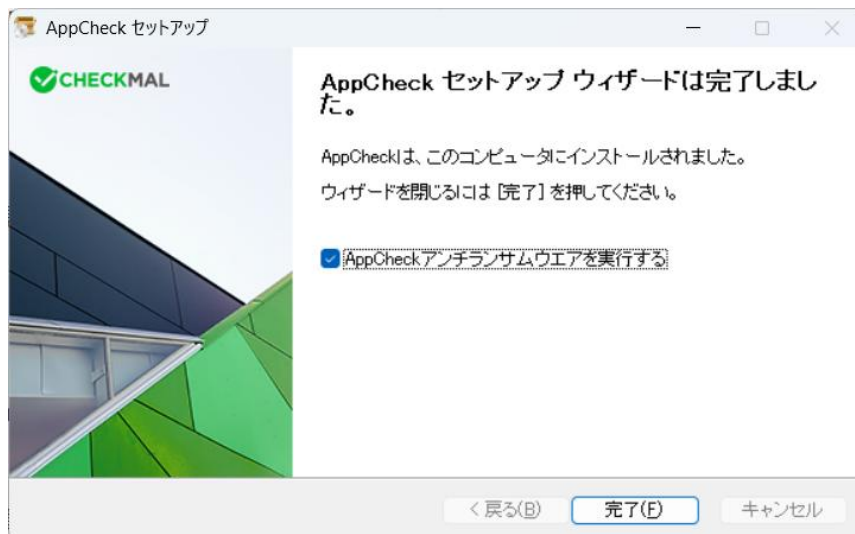 AppCheck セットアップ
CHECKMAL
AppCheck セットアップ ウィザードは完了しまし
た。
AppCheckは、このコンピュータにインストールされました。
ウィザードを閉じるには [完了] を押してください。
AppCheckアンチランサムウエアを実行する
< 戻る(B)
完了(F)
キャンセル